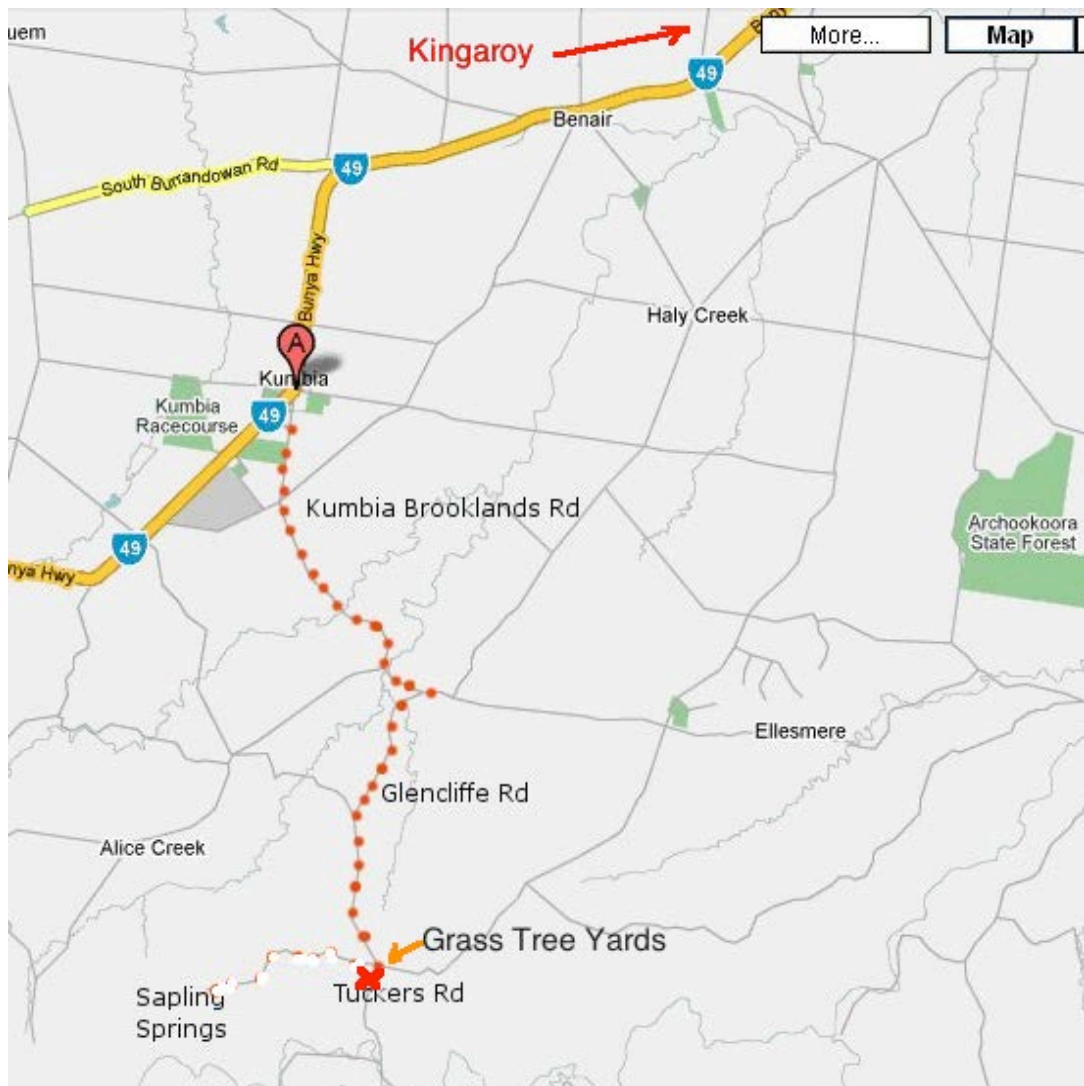 uem
Kingaroy
More...
Map
49
Benair
49
South Burrandowan Rd
Bunya Hwy
Haly Creek
A
Kumbia
Kumbia
Racecourse
49
Kumbia Brooklands Rd
Archookoora
State Forest
49
nya Hwy
Ellesmere
Glencliffe Rd
Alice Creek
Grass Tree Yards
Sapling
Springs
Tuckers Rd